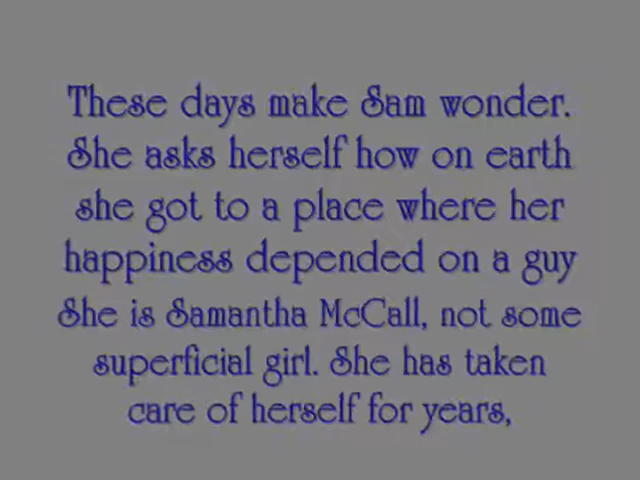 These days make Sam wonder.
She asks herself how on earth
she got to a place where her
happiness depended on a guy
She is Samantha McCall, not some
superficial girl. She has taken
care of herself for years,